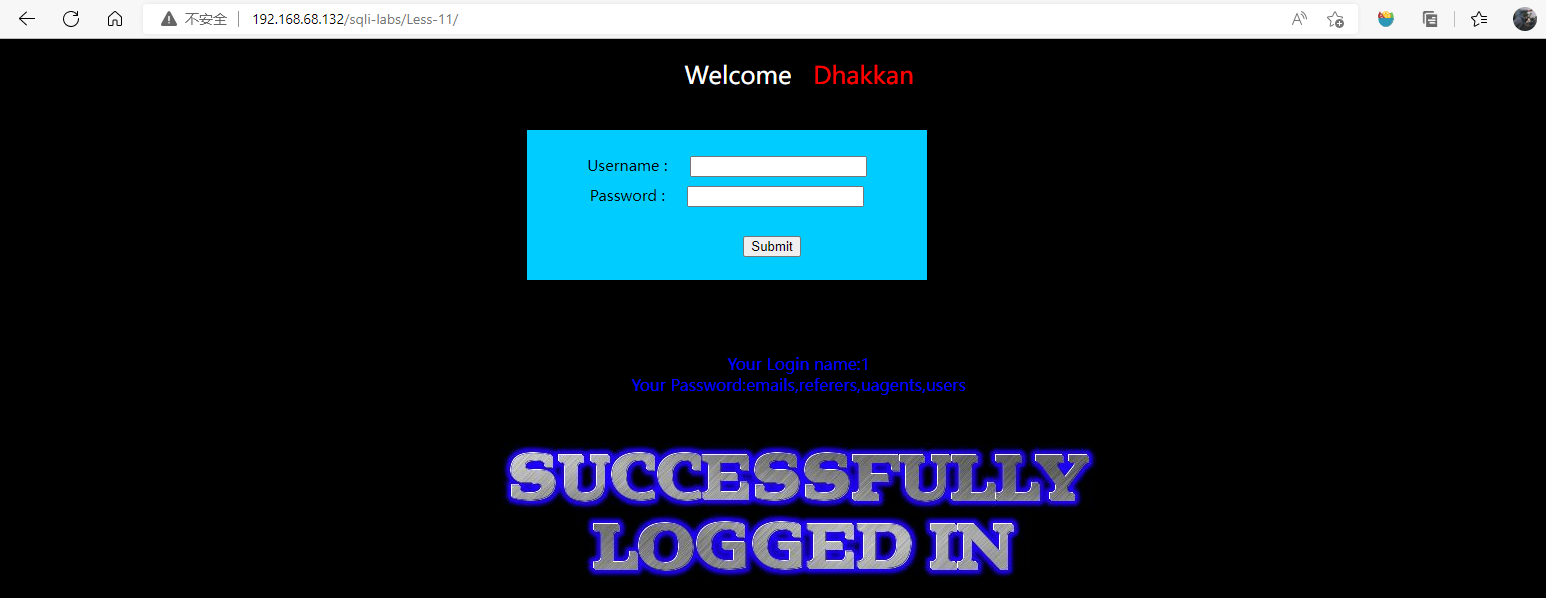 不安全 192.168.68.132/sqli-labs/Less-11/
Welcome Dhakkan
Username :
Password :
Submit
Your Login name:1
Your Password:emails,referers,uagents,users
SUCCESSFULLY
LOGGED IN